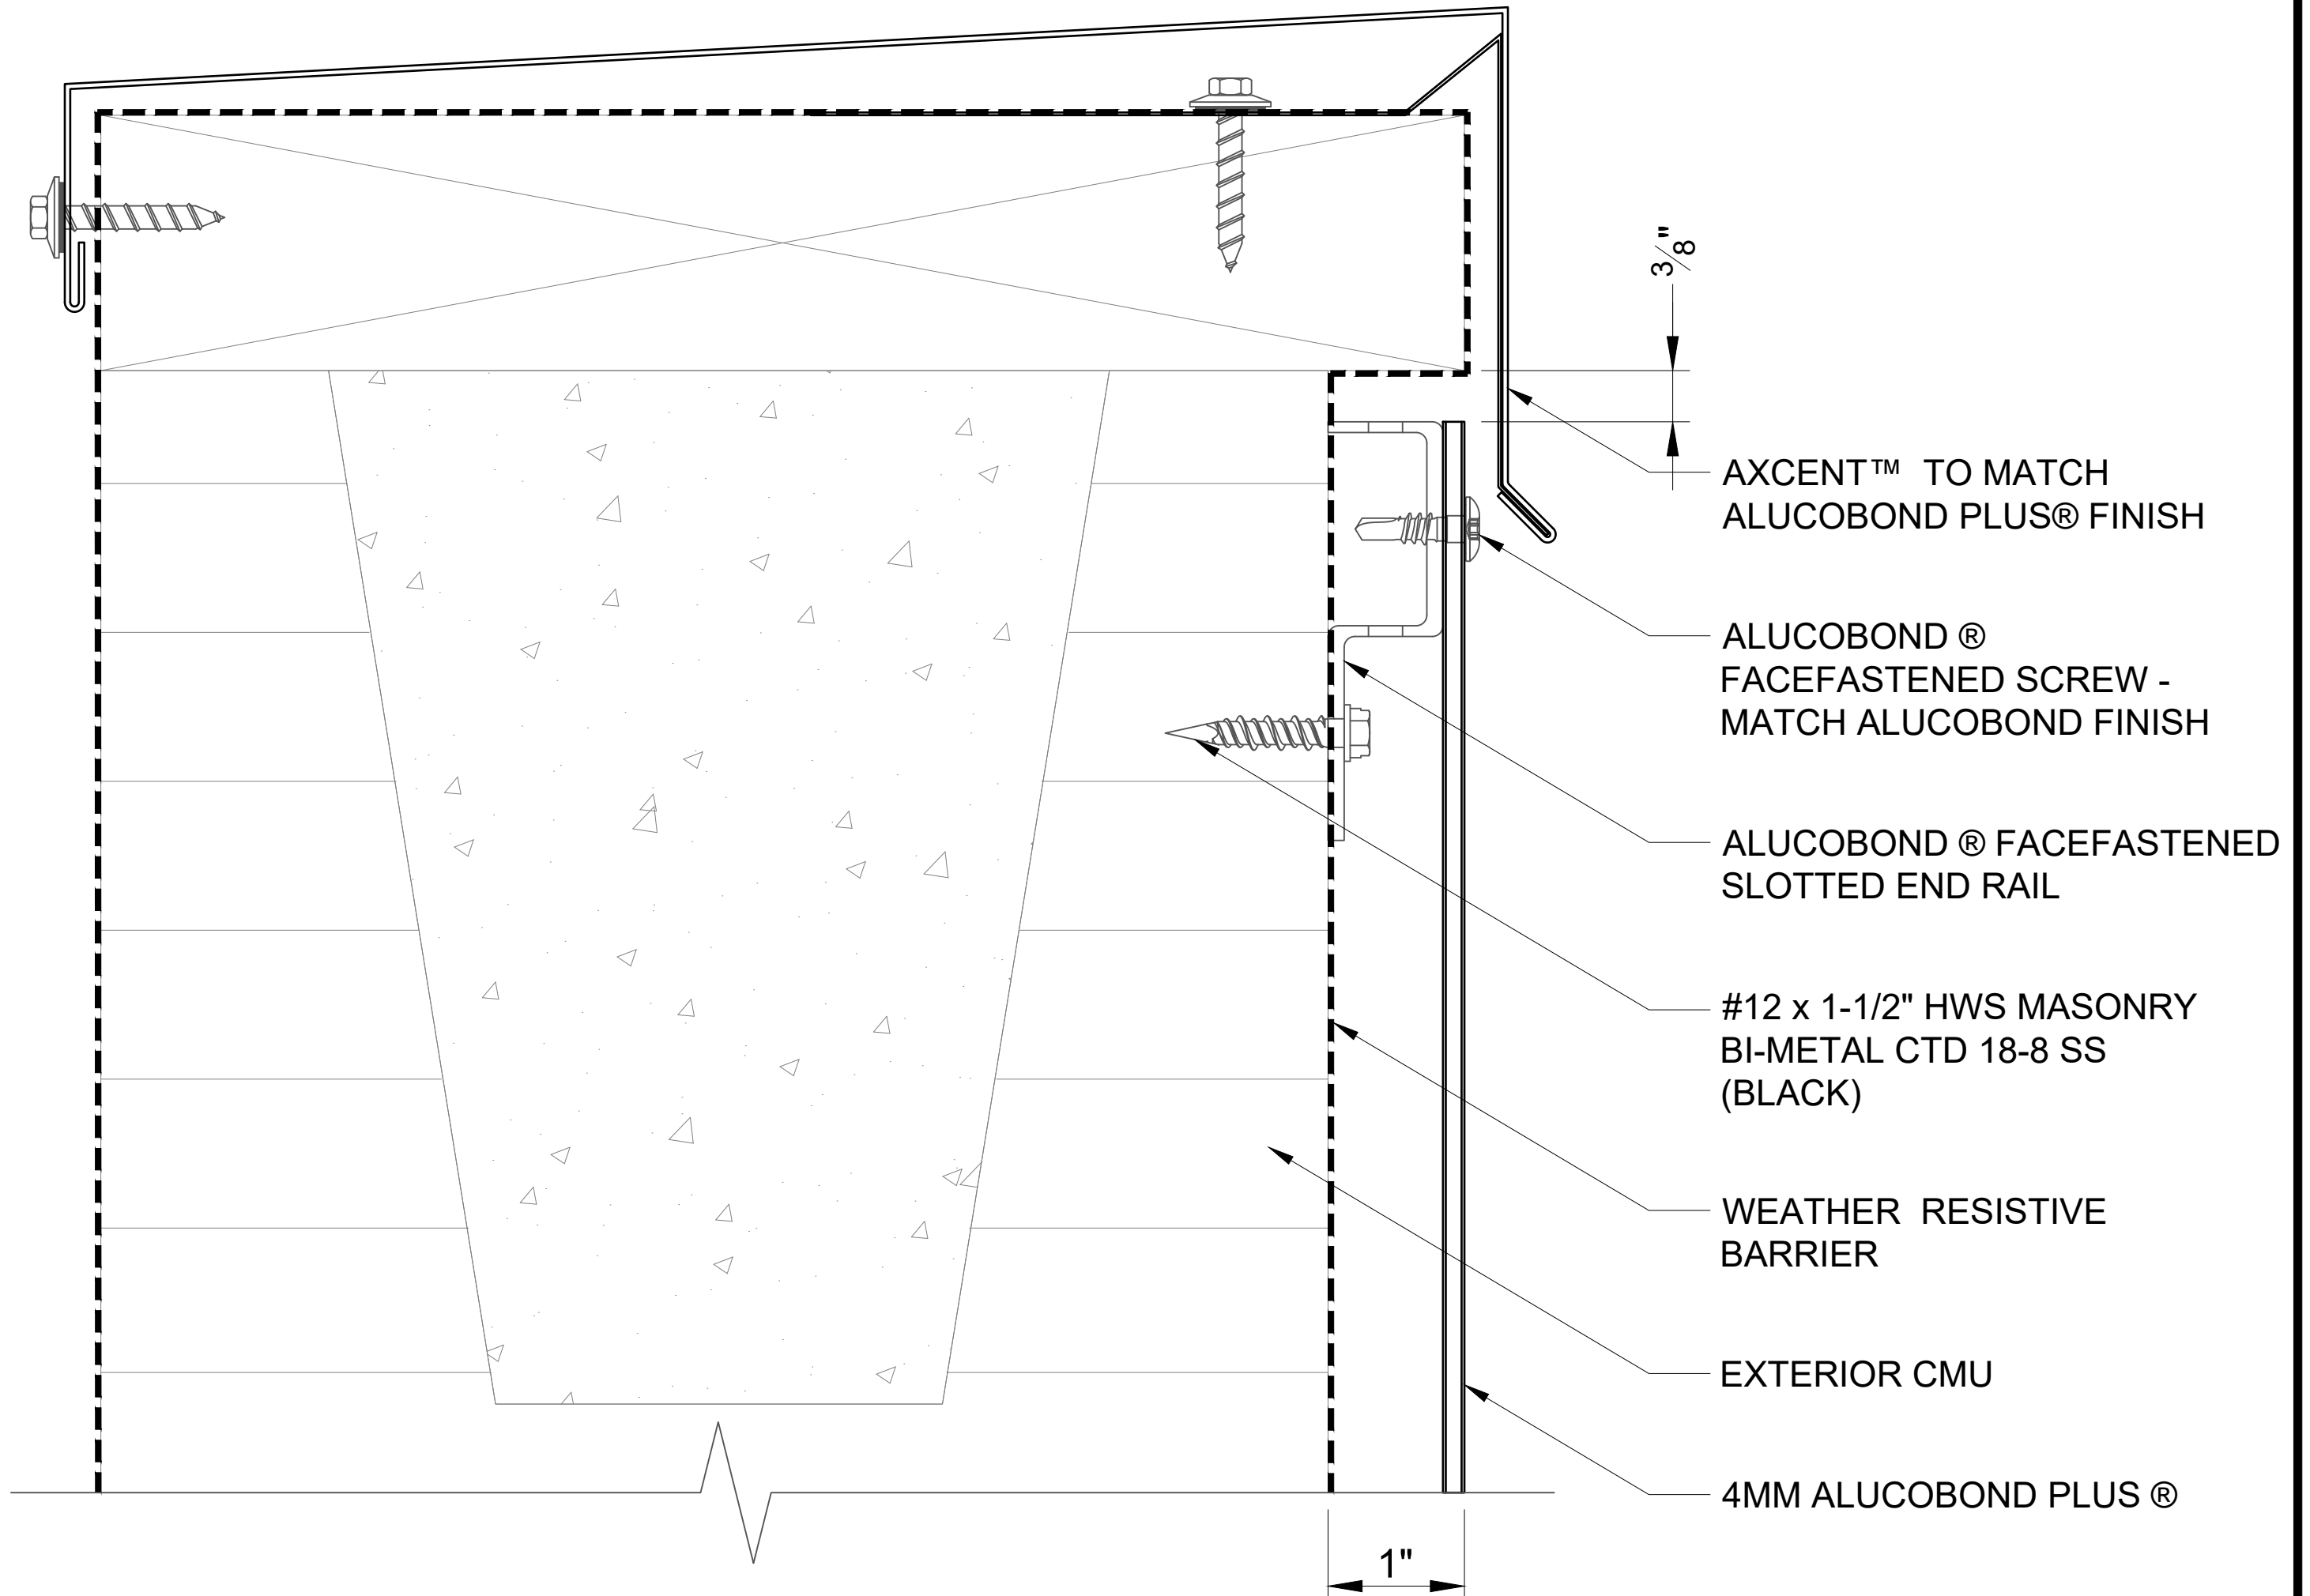 3/8"
AXCENT™ TO MATCH
ALUCOBOND PLUS® FINISH
ALUCOBOND ®
FACEFASTENED SCREW -
MATCH ALUCOBOND FINISH
ALUCOBOND ® FACEFASTENED
SLOTTED END RAIL
#12 x 1-1/2" HWS MASONRY
BI-METAL CTD 18-8 SS
(BLACK)
WEATHER RESISTIVE
BARRIER
EXTERIOR CMU
4MM ALUCOBOND PLUS ®
1"